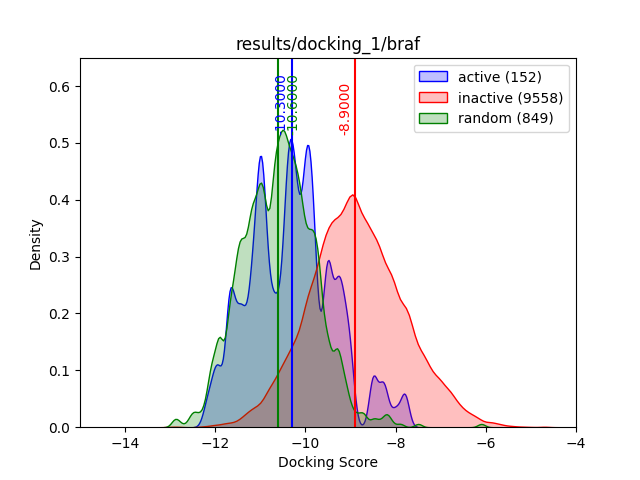 results/docking_1/braf
active (152)
inactive (9558)
random (849)
-10.3000
-10.6000
-8.9000
Density
0.0
0.1
0.2
0.3
0.4
0.5
0.6
−14
−12
−10
−8
−6
−4
Docking Score